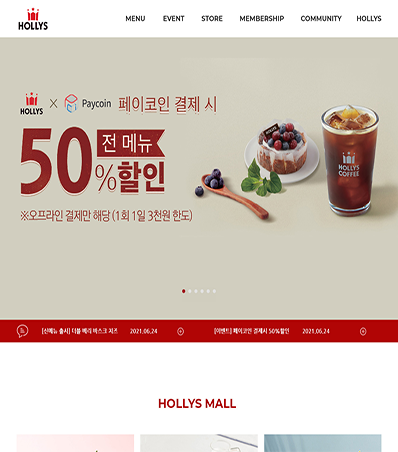 HOLLYS
MENU EVENT STORE MEMBERSHIP COMMUNITY HOLLYS
HOLLYS × Paycoin 페이코인 결제 시
50% 전 메뉴 할인
※오프라인 결제만 해당 (1회 1일 3천원 한도)
HOLLYS
HOLLYS
COFFEE
[신메뉴 출시] 더블 베리 바스크 치즈 2021.06.24 [이벤트] 페이코인 결제시 50%할인 2021.06.24
HOLLYS MALL